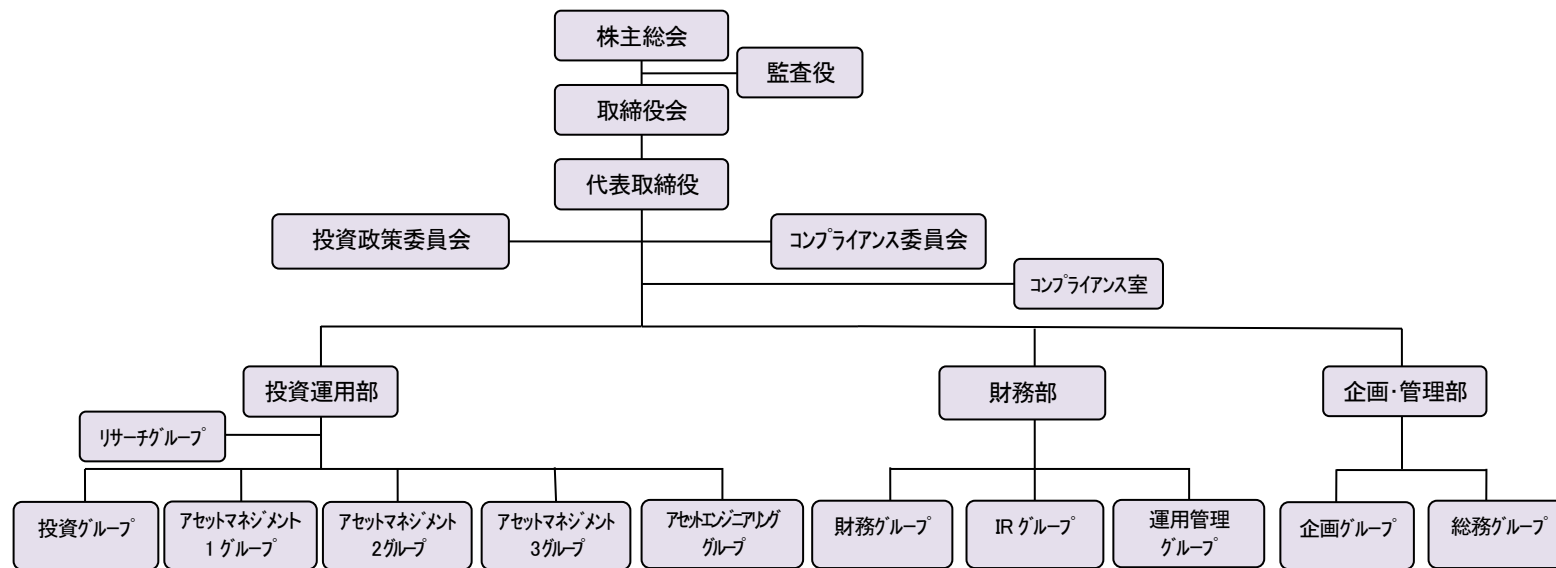 株主総会
監査役
取締役会
代表取締役
投資政策委員会
コンプライアンス委員会
コンプライアンス室
投資運用部
財務部
企画・管理部
リサーチグループ
投資グループ
アセットマネジメント
1グループ
アセットマネジメント
2グループ
アセットマネジメント
3グループ
アセットエンジニアリング
グループ
財務グループ
IRグループ
運用管理
グループ
企画グループ
総務グループ